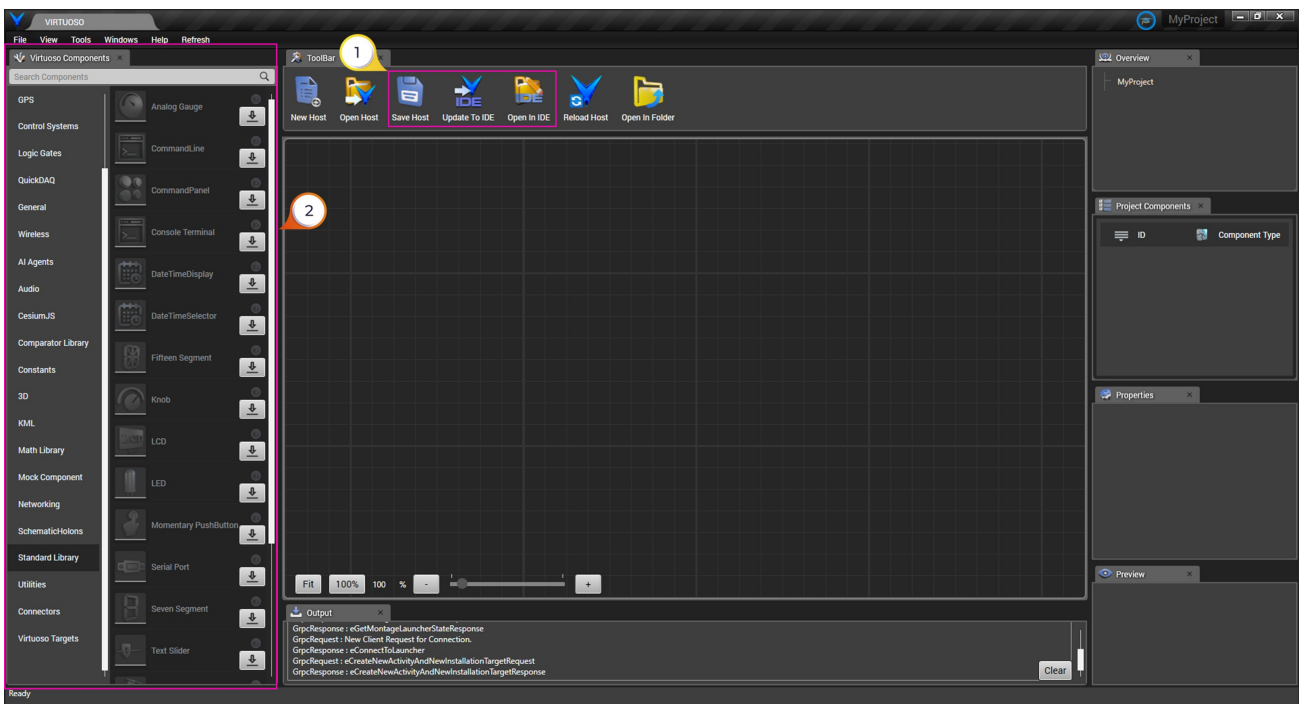 VIRTUOSO
MyProject
File View Tools Windows Help Refresh
Virtuoso Components
Search Components
GPS
Control Systems
Logic Gates
QuickDAQ
General
Wireless
AI Agents
Audio
CesiumJS
Comparator Library
Constants
3D
KML
Math Library
Mock Component
Networking
SchematicHolons
Standard Library
Utilities
Connectors
Virtuoso Targets
Analog Gauge
CommandLine
CommandPanel
Console Terminal
DateTimeDisplay
DateTimeSelector
Fifteen Segment
Knob
LCD
LED
Momentary PushButton
Serial Port
Seven Segment
Text Slider
1
2
ToolBar
IDE
New Host Open Host Save Host Update To IDE Open In IDE Reload Host Open In Folder
Fit 100% 100 % - +
Output
GrpcResponse : eGetMontageLauncherStateResponse
GrpcRequest : New Client Request for Connection.
GrpcResponse : eConnectToLauncher
GrpcRequest : eCreateNewActivityAndNewInstallationTargetRequest
GrpcResponse : eCreateNewActivityAndNewInstallationTargetResponse
Clear
Overview
MyProject
Project Components
ID Component Type
Properties
Preview
Ready